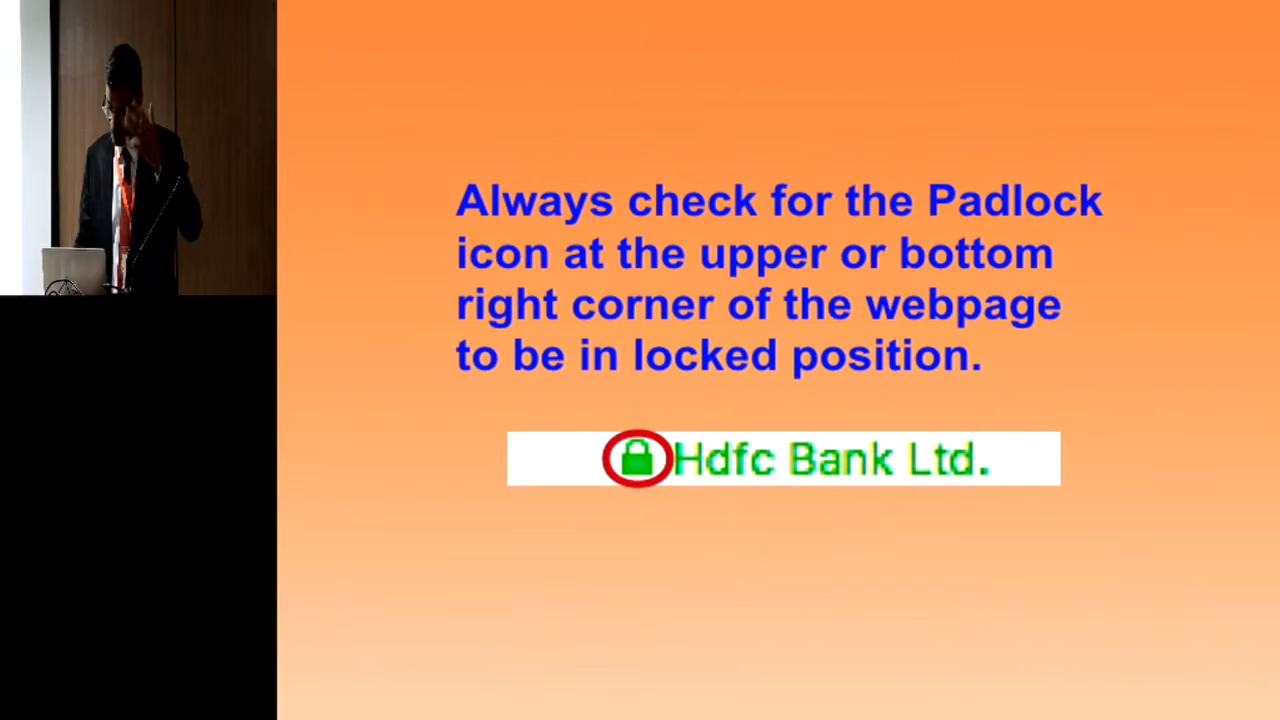 Always check for the Padlock
icon at the upper or bottom
right corner of the webpage
to be in locked position.
Hdfc Bank Ltd.